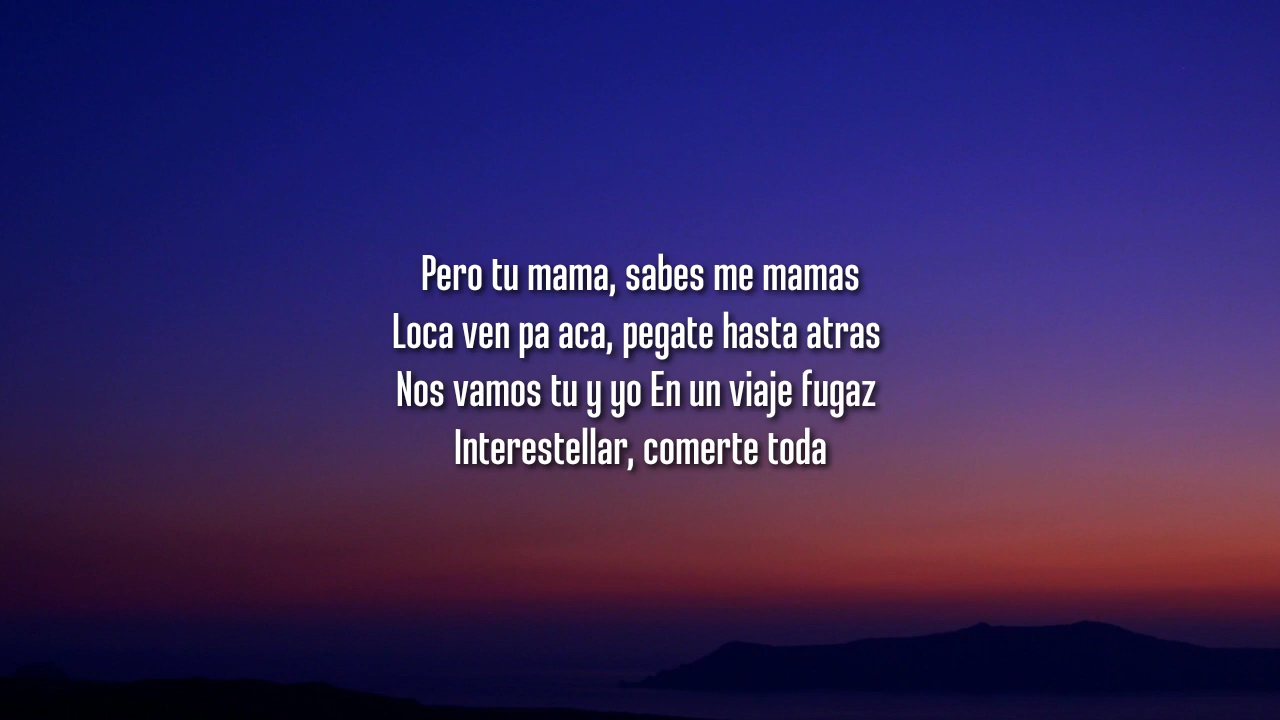 Pero tu mama, sabes me mamas
Loca ven pa aca, pegate hasta atras
Nos vamos tu y yo En un viaje fugaz
Interestellar, comerte toda